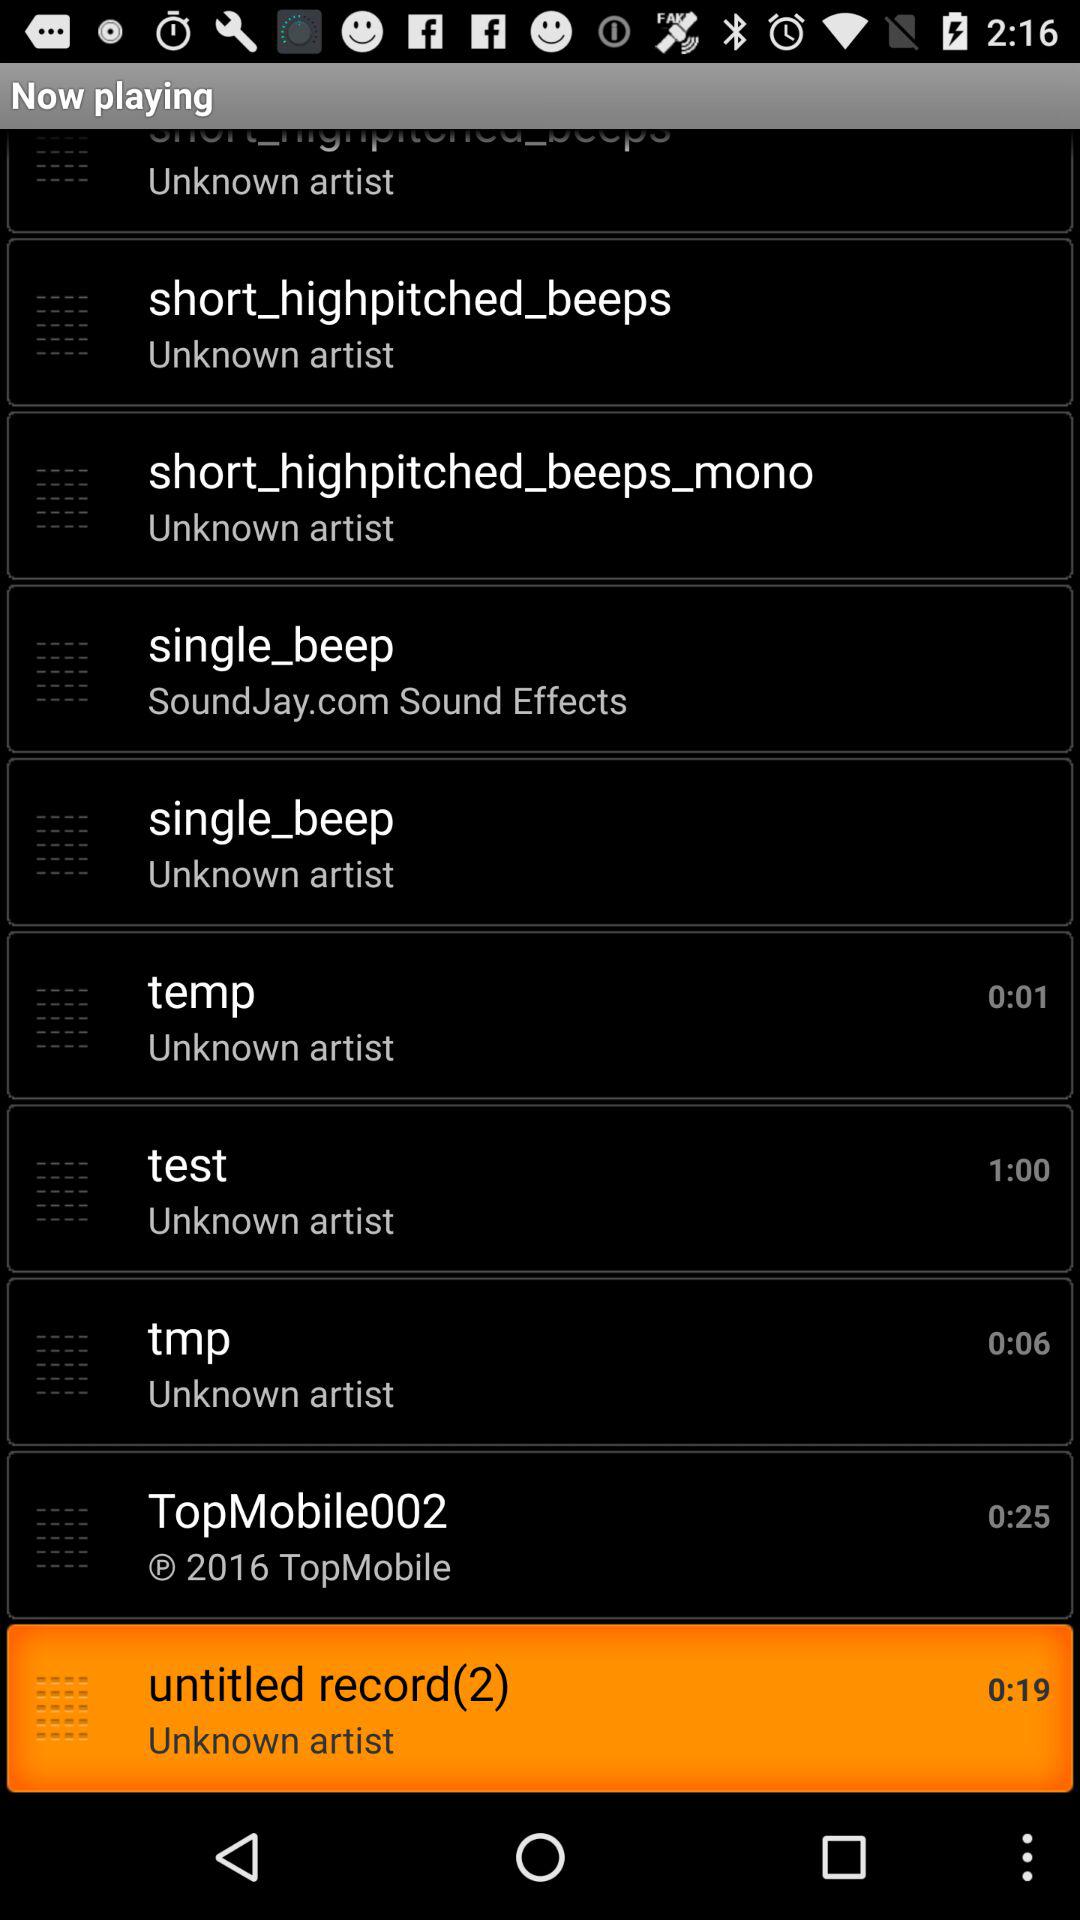 FAKE
2:16
Now playing
short_highpitched_beeps
Unknown artist
short_highpitched_beeps
Unknown artist
short_highpitched_beeps_mono
Unknown artist
single_beep
SoundJay.com Sound Effects
single_beep
Unknown artist
temp
0:01
Unknown artist
test
1:00
Unknown artist
tmp
0:06
Unknown artist
TopMobile002
0:25
℗ 2016 TopMobile
untitled record(2)
0:19
Unknown artist